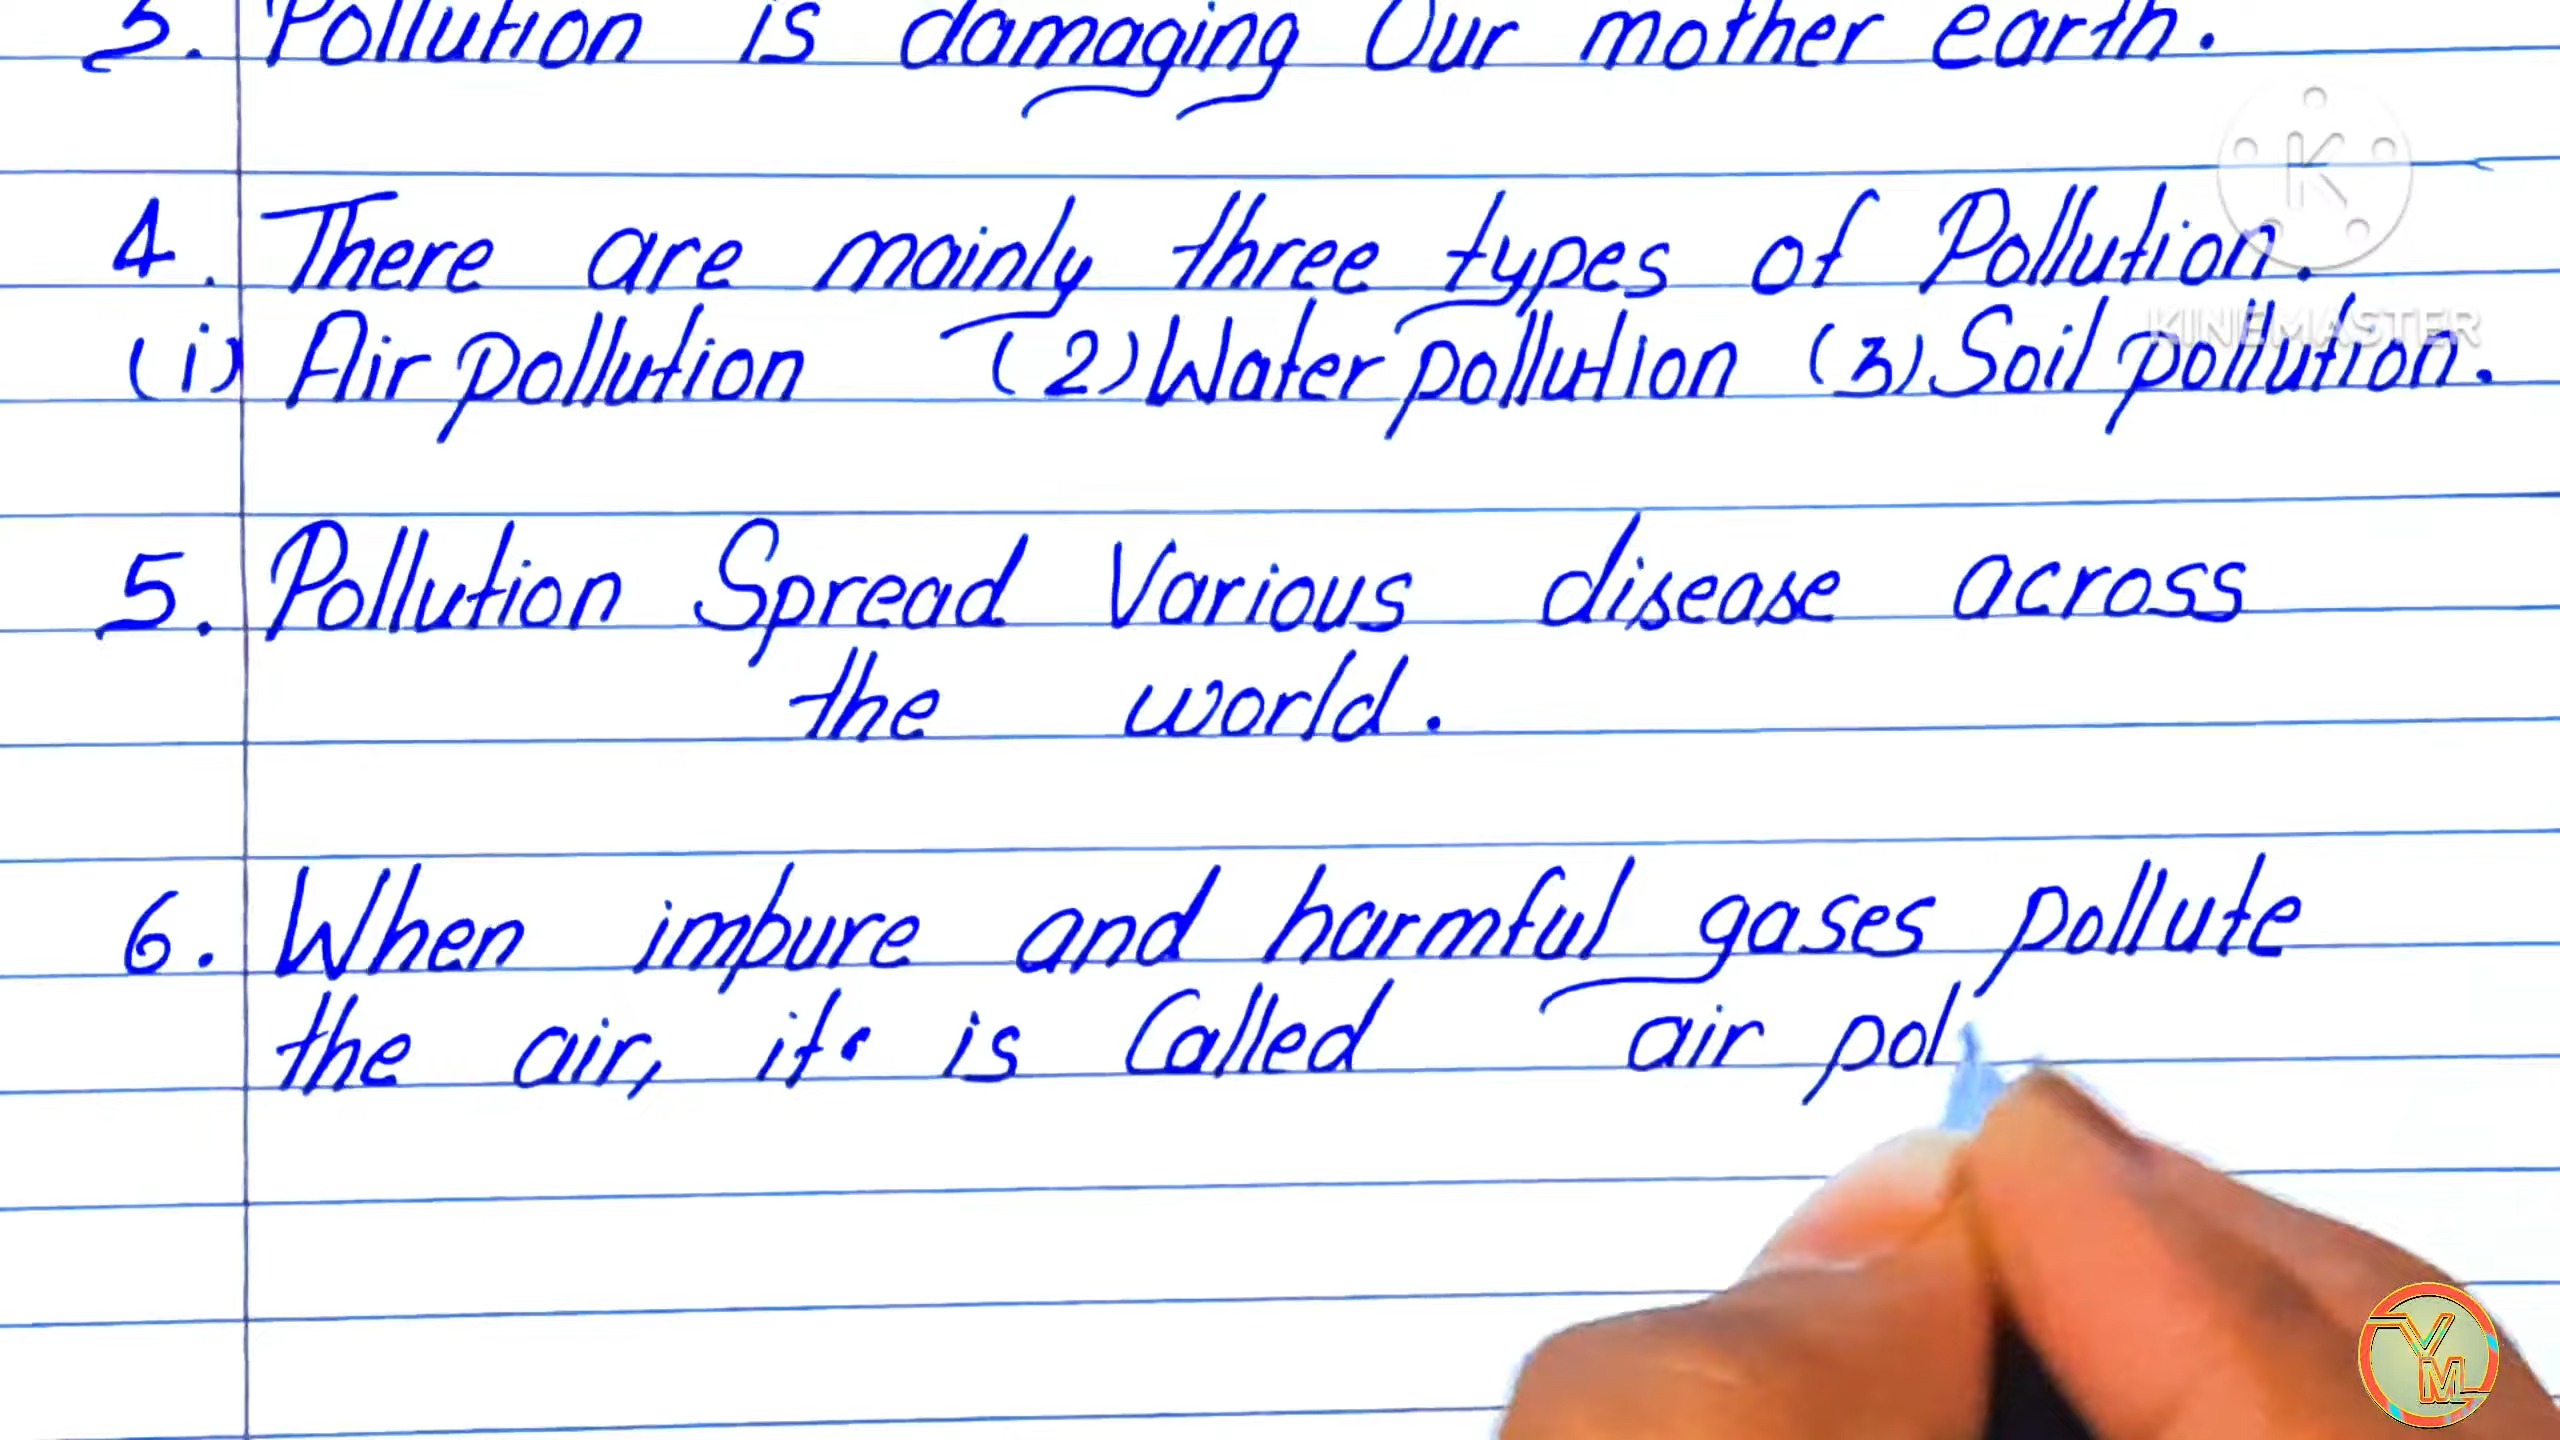 3. Pollution is damaging Our mother earth.
4. There are mainly three types of Pollution.
(i) Air pollution (2) Water pollution (3) Soil pollution.
5. Pollution Spread Various disease across
the world.
6. When impure and harmful gases pollute
the air, it is Called air pol
KINEMASTER
YM